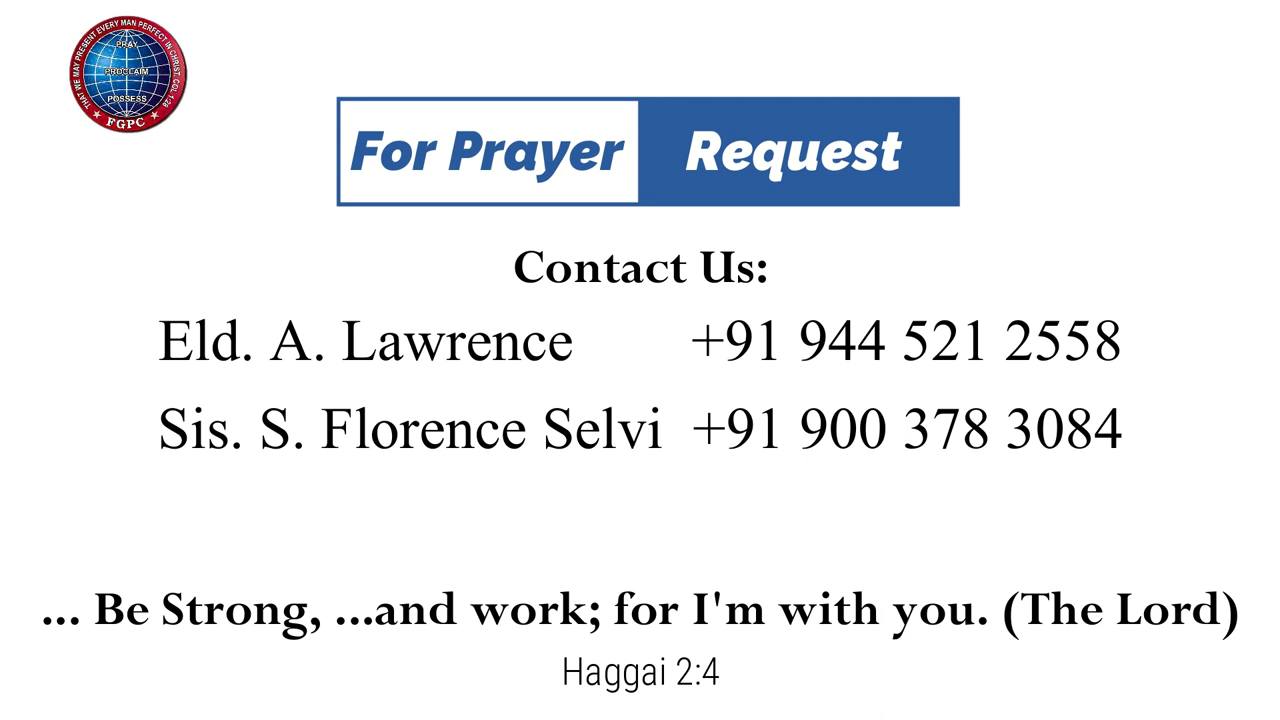 THAT WE MAY PRESENT EVERY MAN PERFECT IN CHRIST. COL 1:28
PRAY
PROCLAIM
POSSESS
FGPC
For Prayer Request
Contact Us:
Eld. A. Lawrence +91 944 521 2558
Sis. S. Florence Selvi +91 900 378 3084
... Be Strong, ...and work; for I'm with you. (The Lord)
Haggai 2:4